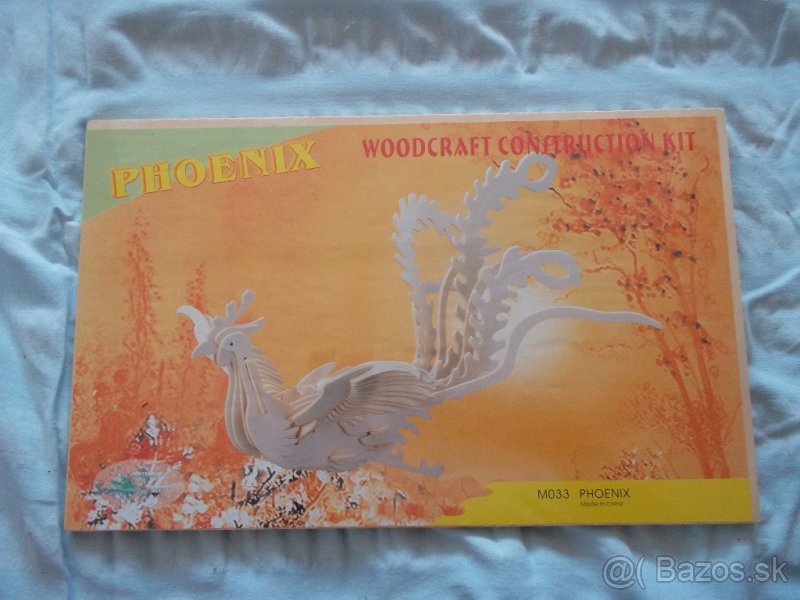 PHOENIX
WOODCRAFT CONSTRUCTION KIT
M033 PHOENIX
Made in china
@( Bazos.sk